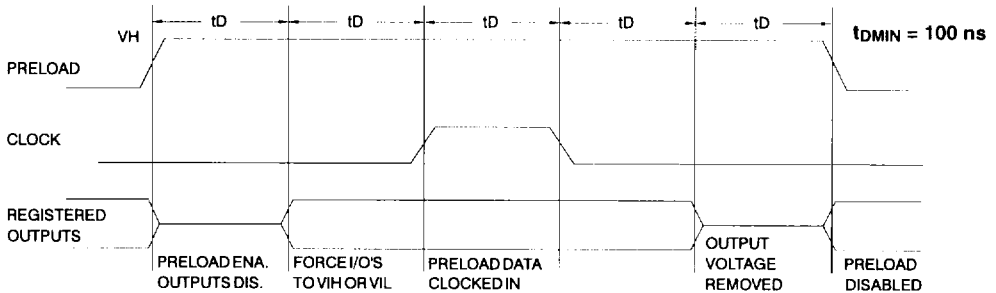 tD tD tD tD tD
VH
tDMIN = 100 ns
PRELOAD
CLOCK
REGISTERED
OUTPUTS
PRELOAD ENA.
OUTPUTS DIS.
FORCE I/O'S
TO VIH OR VIL
PRELOAD DATA
CLOCKED IN
OUTPUT
VOLTAGE
REMOVED
PRELOAD
DISABLED